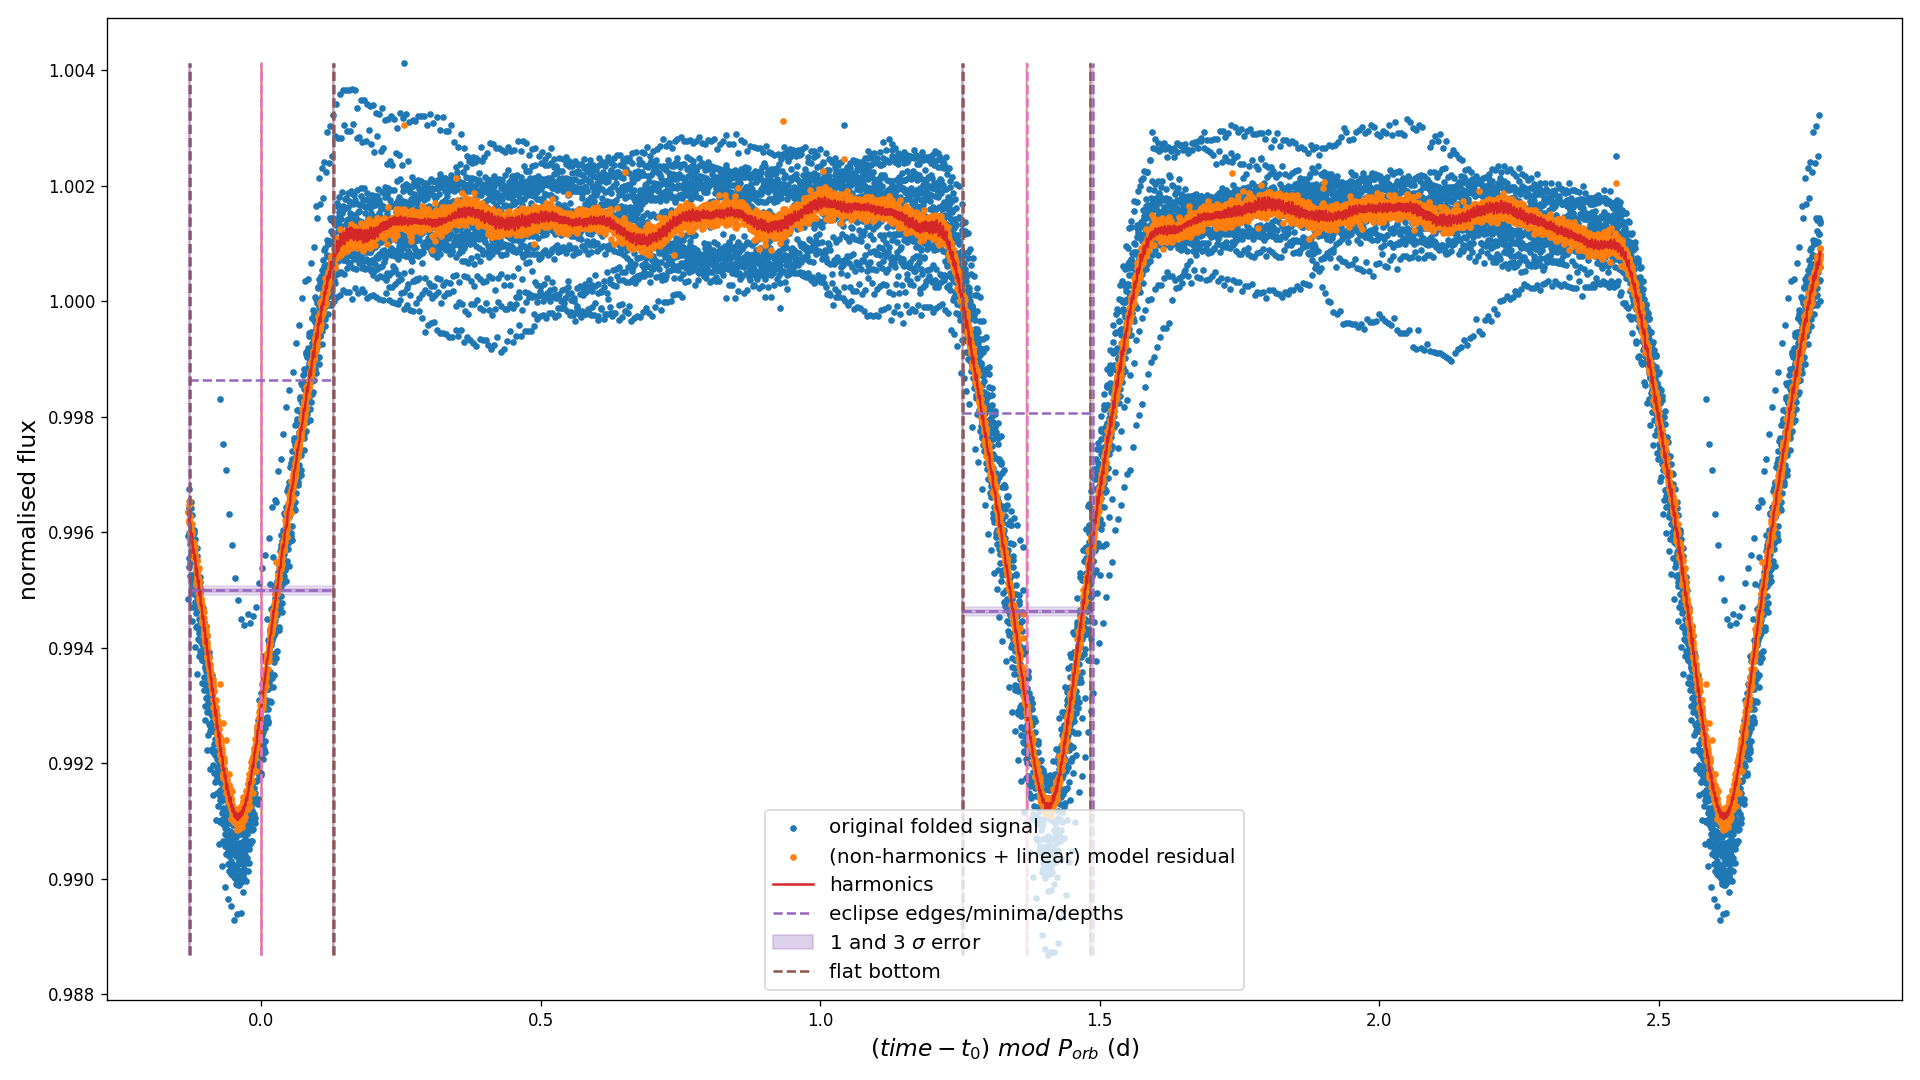 normalised flux
1.004
1.002
1.000
0.998
0.996
0.994
0.992
0.990
0.988
original folded signal
(non-harmonics + linear) model residual
harmonics
eclipse edges/minima/depths
1 and 3 σ error
flat bottom
0.0 0.5 1.0 1.5 2.0 2.5
(time − t₀) mod Pₒᵣb (d)